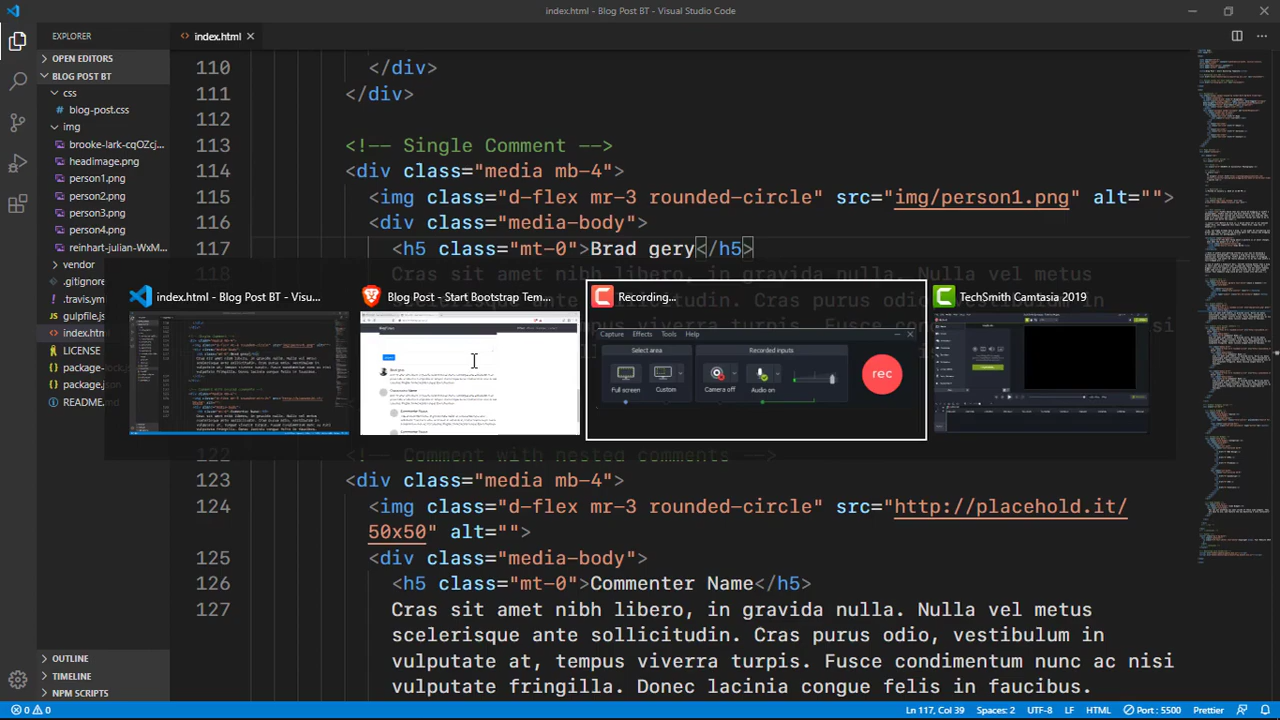 index.html - Blog Post BT - Visual Studio Code
EXPLORER
index.html
OPEN EDITORS
BLOG POST BT
css
blog-post.css
img
brooke-lark-cqOZcj...
headimage.png
person1.png
person2.png
person3.png
person4.png
reinhart-julian-WxM...
vendor
.gitignore
.travis.yml
gulpfile.js
index.html
LICENSE
package-lock
package.json
README.
OUTLINE
TIMELINE
NPM SCRIPTS
110 </div>
111 </div>
112
113 <!-- Single Comment -->
114 <div class="media mb-4">
115 <img class="d-flex mr-3 rounded-circle" src="img/person1.png" alt="">
116 <div class="media-body">
117 <h5 class="mt-0">Brad gery</h5>
118 Cras sit amet nibh libero, in gravida nulla. Nulla vel metus
index.html - Blog Post BT - Visu...
Blog Post - Start Bootstrap Tem...
Recording...
TechSmith Camtasia 2019
Capture Effects Tools Help
Select area
Recorded inputs
Full screen
Custom
Camera off
Audio on
rec
122 <!-- Comment with nested comments -->
123 <div class="media mb-4">
124 <img class="d-flex mr-3 rounded-circle" src="http://placehold.it/
50x50" alt="">
125 <div class="media-body">
126 <h5 class="mt-0">Commenter Name</h5>
127 Cras sit amet nibh libero, in gravida nulla. Nulla vel metus
scelerisque ante sollicitudin. Cras purus odio, vestibulum in
vulputate at, tempus viverra turpis. Fusce condimentum nunc ac nisi
vulputate fringilla. Donec lacinia congue felis in faucibus.
0 0
Ln 117, Col 39
Spaces: 2
UTF-8
LF
HTML
Port : 5500
Prettier